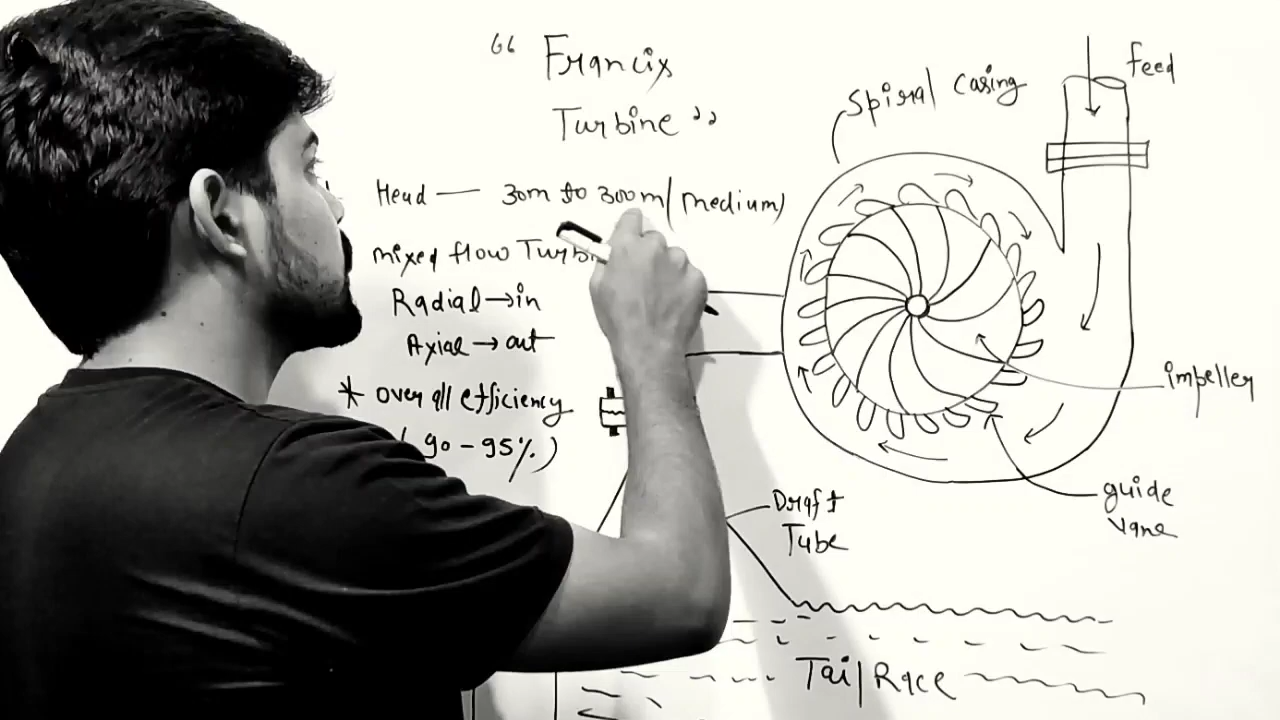 “ Francis
Turbine ”
Head — 30m to 300m (medium)
mixed flow Turbi
Radial → in
Axial → out
* over all efficiency
(90 - 95%)
Spiral Casing
feed
impeller
guide
vane
Draft
Tube
Tail Race